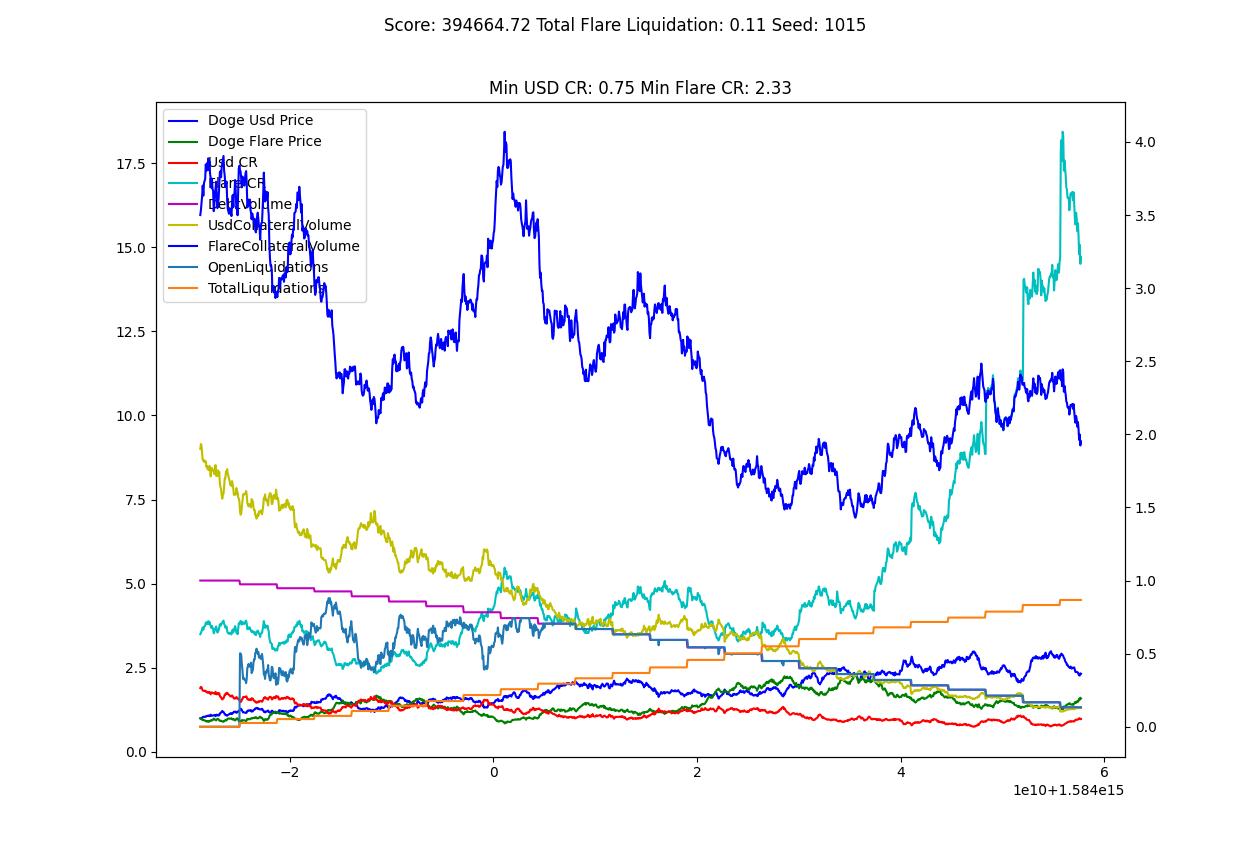 Score: 394664.72 Total Flare Liquidation: 0.11 Seed: 1015
Min USD CR: 0.75 Min Flare CR: 2.33
Doge Usd Price
Doge Flare Price
Usd CR
Flare CR
DebtVolume
UsdCollateralVolume
FlareCollateralVolume
OpenLiquidations
TotalLiquidations
17.5
15.0
12.5
10.0
7.5
5.0
2.5
0.0
4.0
3.5
3.0
2.5
2.0
1.5
1.0
0.5
0.0
−2
0
2
4
6
1e10+1.584e15